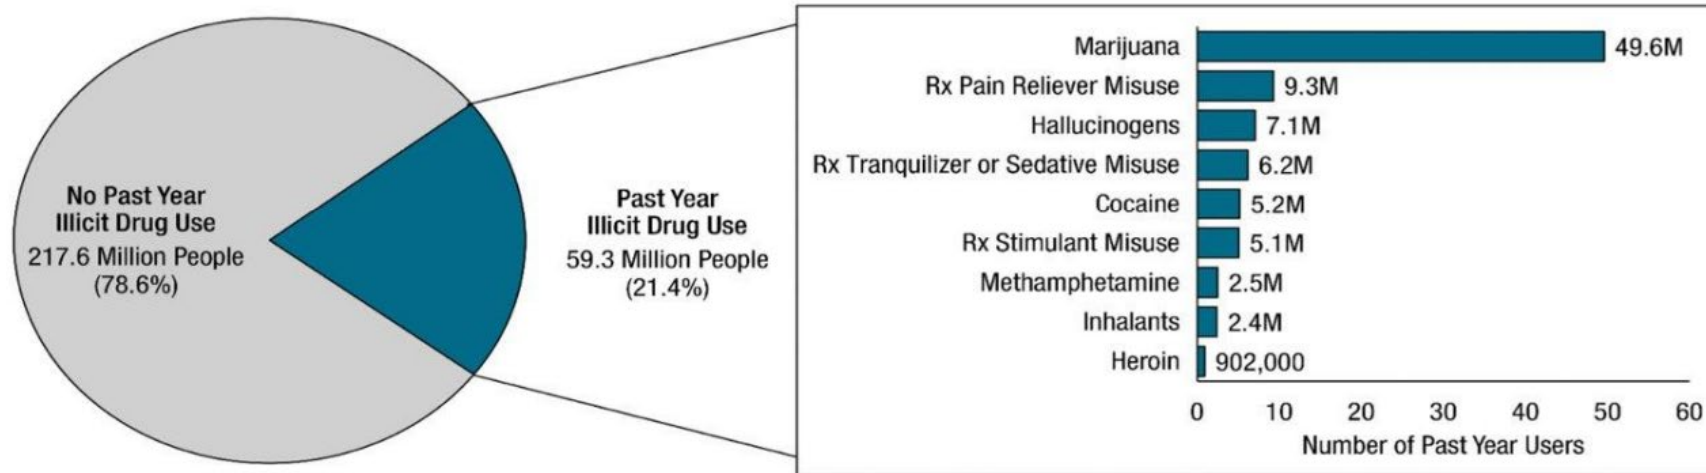 No Past Year
Illicit Drug Use
217.6 Million People
(78.6%)
Past Year
Illicit Drug Use
59.3 Million People
(21.4%)
Marijuana 49.6M
Rx Pain Reliever Misuse 9.3M
Hallucinogens 7.1M
Rx Tranquilizer or Sedative Misuse 6.2M
Cocaine 5.2M
Rx Stimulant Misuse 5.1M
Methamphetamine 2.5M
Inhalants 2.4M
Heroin 902,000
0 10 20 30 40 50 60
Number of Past Year Users